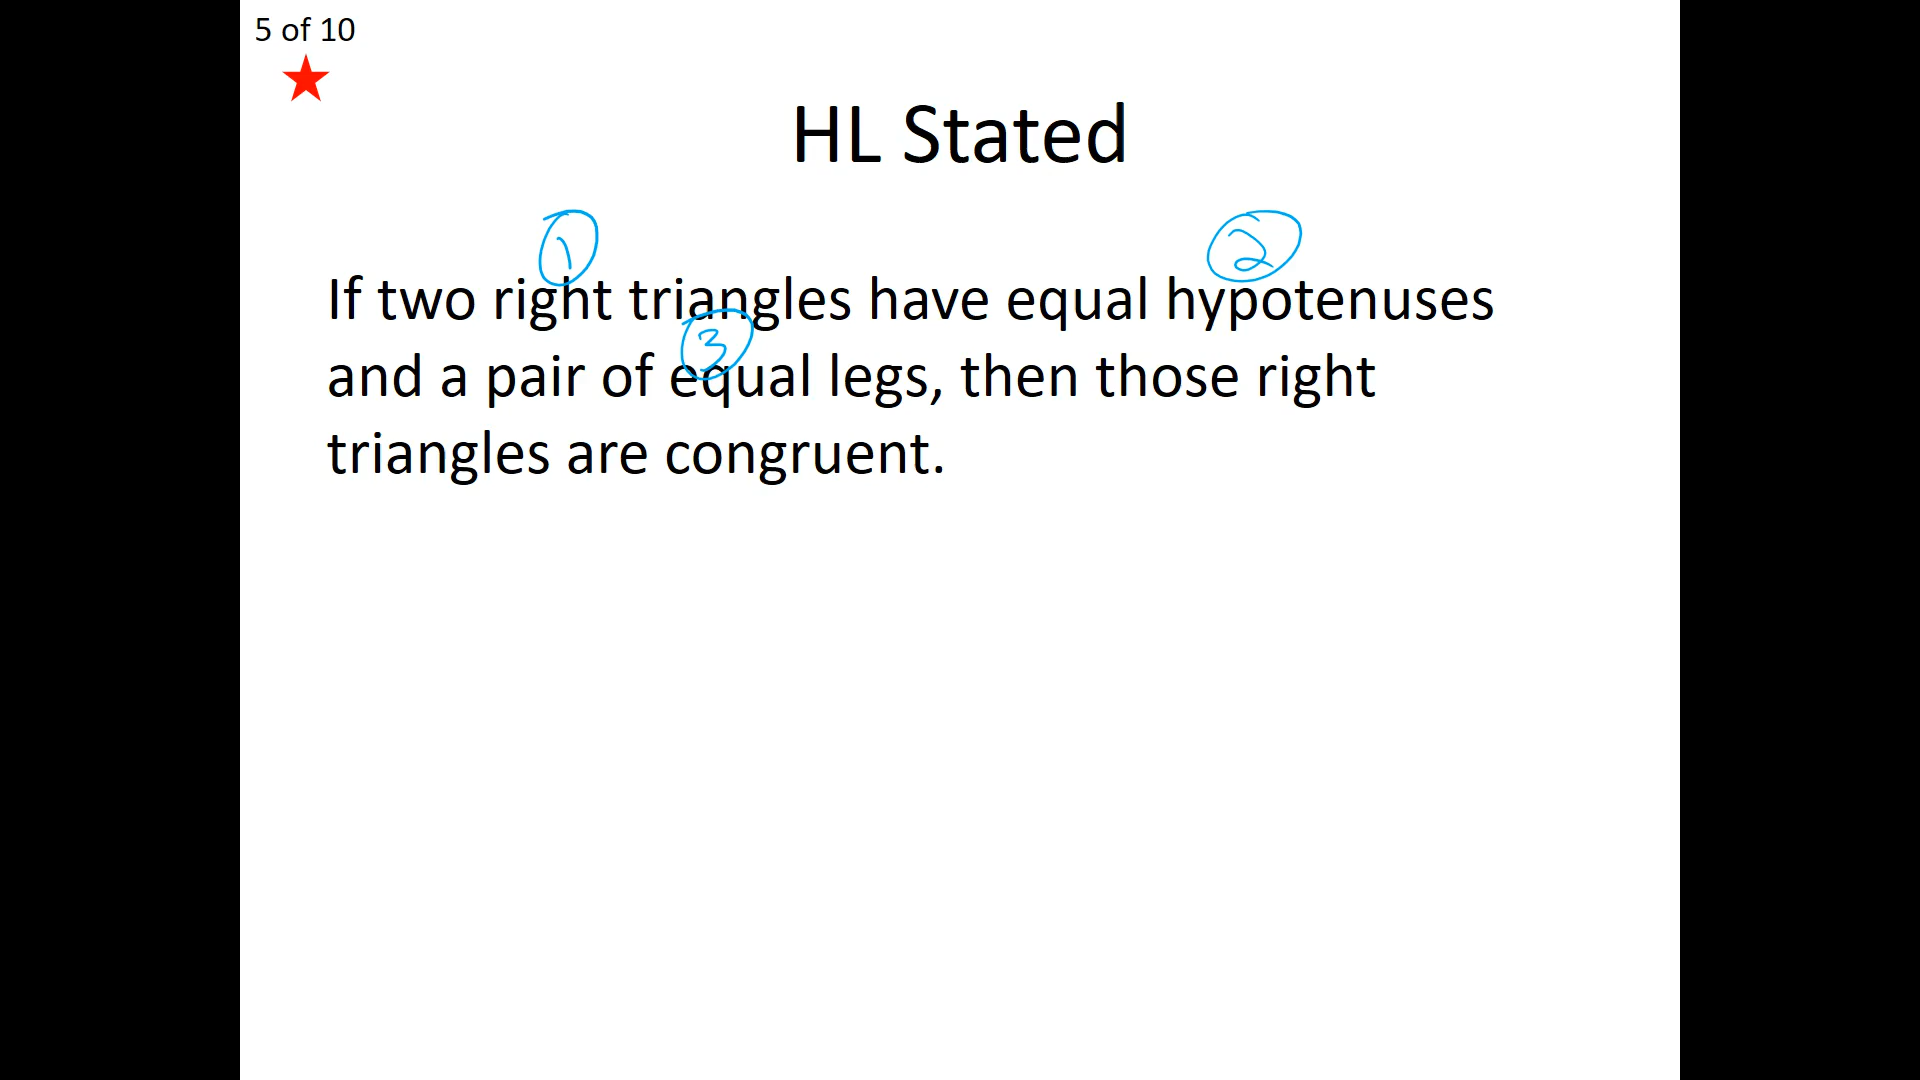 5 of 10
HL Stated
1 2
If two right triangles have equal hypotenuses
3
and a pair of equal legs, then those right
triangles are congruent.